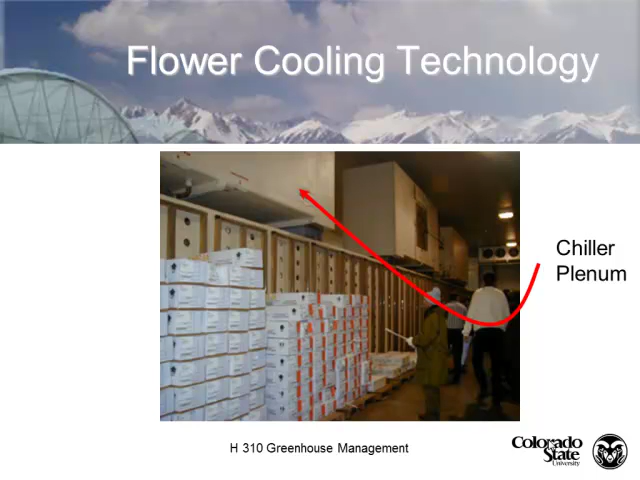 Flower Cooling Technology
Chiller
Plenum
H 310 Greenhouse Management
Colorado
State
University